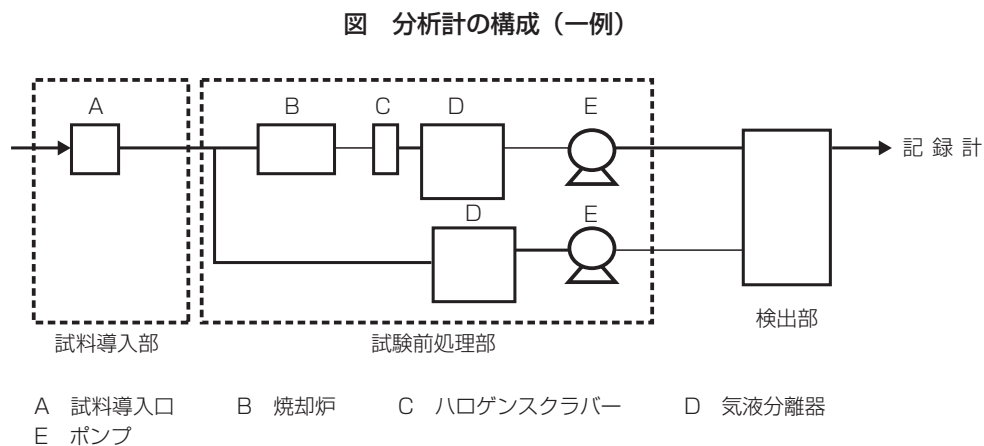 図　分析計の構成（一例）
A
B
C
D
E
記 録 計
D
E
検出部
試料導入部
試験前処理部
A　試料導入口　B　焼却炉　C　ハロゲンスクラバー　D　気液分離器
E　ポンプ